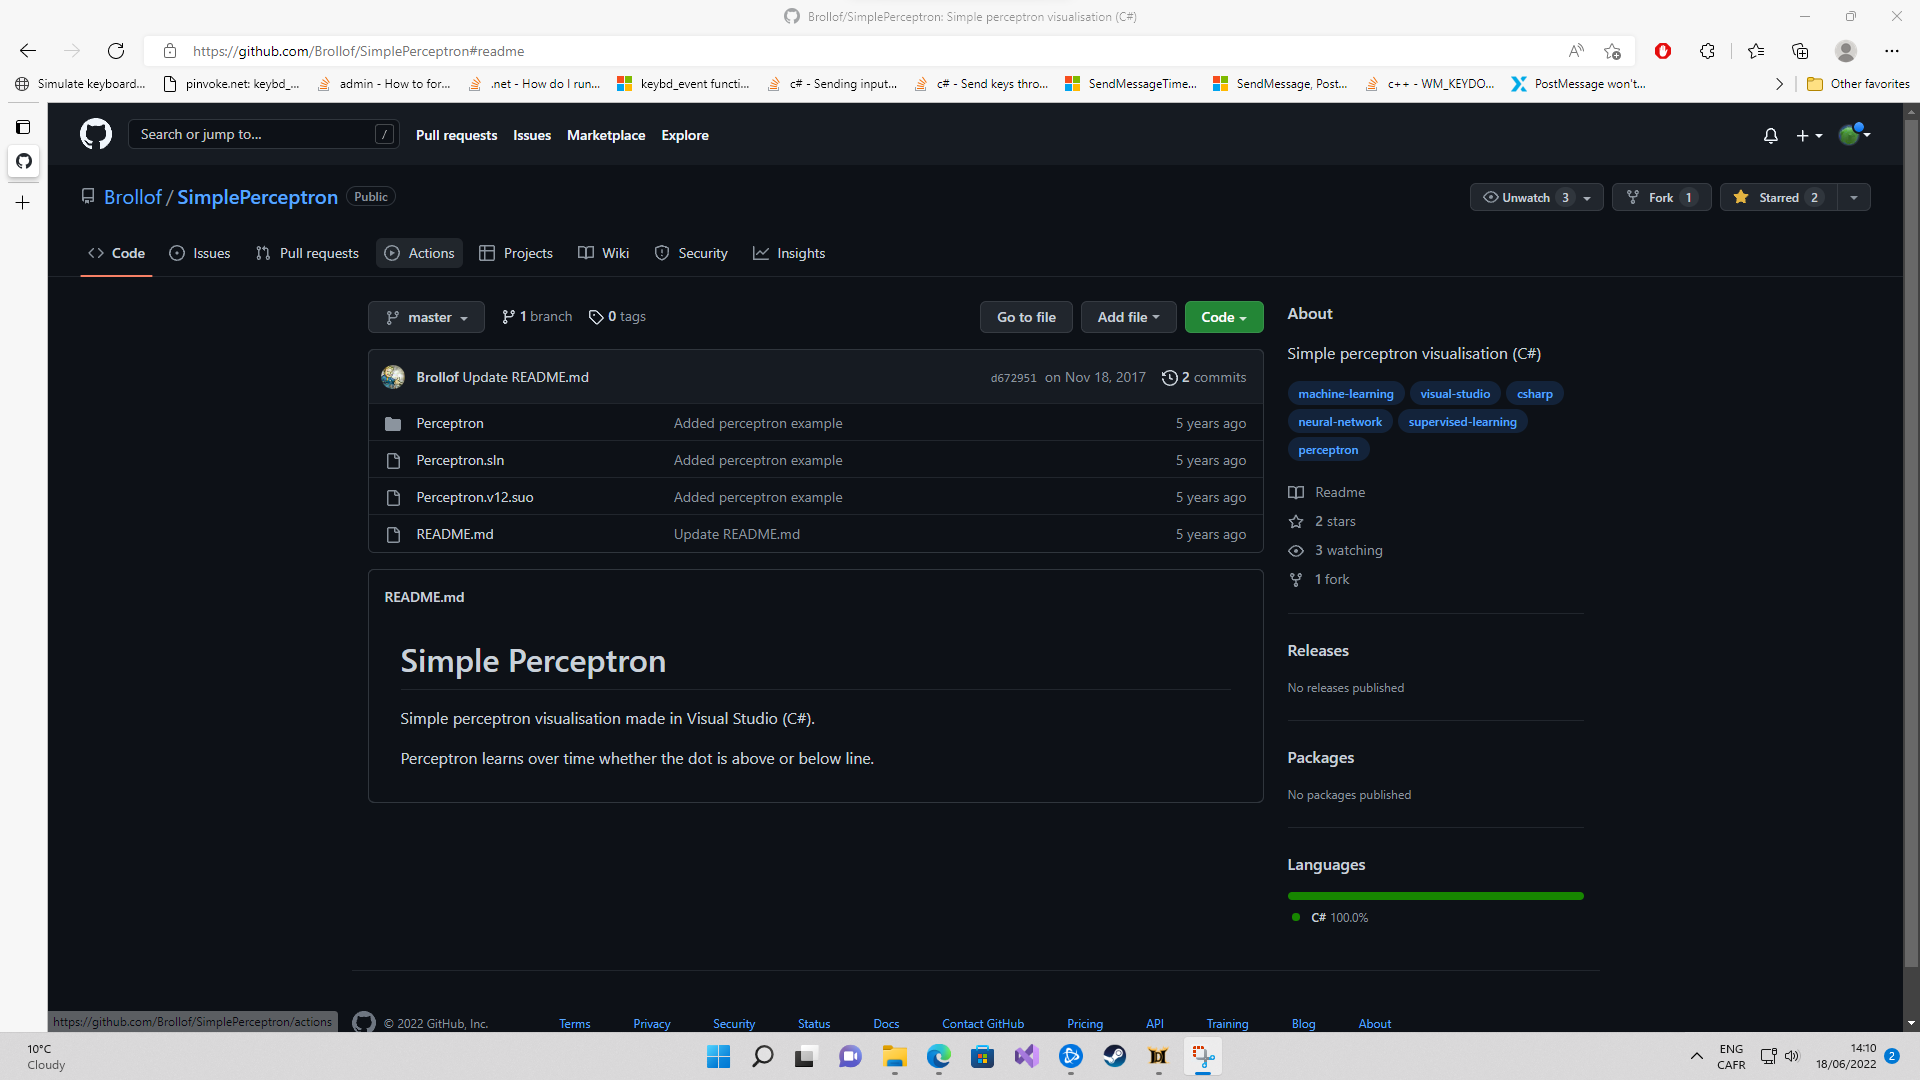 Brollof/SimplePerceptron: Simple perceptron visualisation (C#)
https://github.com/Brollof/SimplePerceptron#readme
Simulate keyboard... pinvoke.net: keybd_... admin - How to for... .net - How do I run... keybd_event functi... c# - Sending input... c# - Send keys thro... SendMessageTime... SendMessage, Post... c++ - WM_KEYDO... PostMessage won't... Other favorites
Search or jump to... / Pull requests Issues Marketplace Explore
Brollof / SimplePerceptron Public Unwatch 3 Fork 1 Starred 2
Code Issues Pull requests Actions Projects Wiki Security Insights
master 1 branch 0 tags Go to file Add file Code
Brollof Update README.md d672951 on Nov 18, 2017 2 commits
Perceptron Added perceptron example 5 years ago
Perceptron.sln Added perceptron example 5 years ago
Perceptron.v12.suo Added perceptron example 5 years ago
README.md Update README.md 5 years ago
README.md
Simple Perceptron
Simple perceptron visualisation made in Visual Studio (C#).
Perceptron learns over time whether the dot is above or below line.
About
Simple perceptron visualisation (C#)
machine-learning visual-studio csharp
neural-network supervised-learning
perceptron
Readme
2 stars
3 watching
1 fork
Releases
No releases published
Packages
No packages published
Languages
C# 100.0%
https://github.com/Brollof/SimplePerceptron/actions
© 2022 GitHub, Inc. Terms Privacy Security Status Docs Contact GitHub Pricing API Training Blog About
10°C
Cloudy
ENG
CAFR
14:10
18/06/2022
2